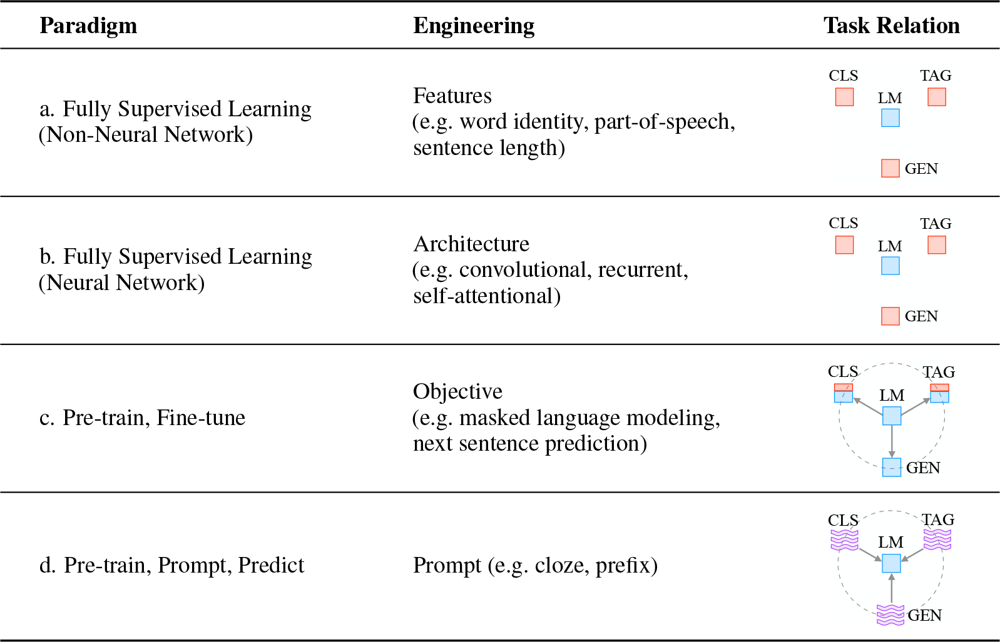 Paradigm Engineering Task Relation
a. Fully Supervised Learning
(Non-Neural Network)
Features
(e.g. word identity, part-of-speech,
sentence length)
CLS TAG
LM
GEN
b. Fully Supervised Learning
(Neural Network)
Architecture
(e.g. convolutional, recurrent,
self-attentional)
CLS TAG
LM
GEN
c. Pre-train, Fine-tune
Objective
(e.g. masked language modeling,
next sentence prediction)
CLS TAG
LM
GEN
d. Pre-train, Prompt, Predict
Prompt (e.g. cloze, prefix)
CLS TAG
LM
GEN